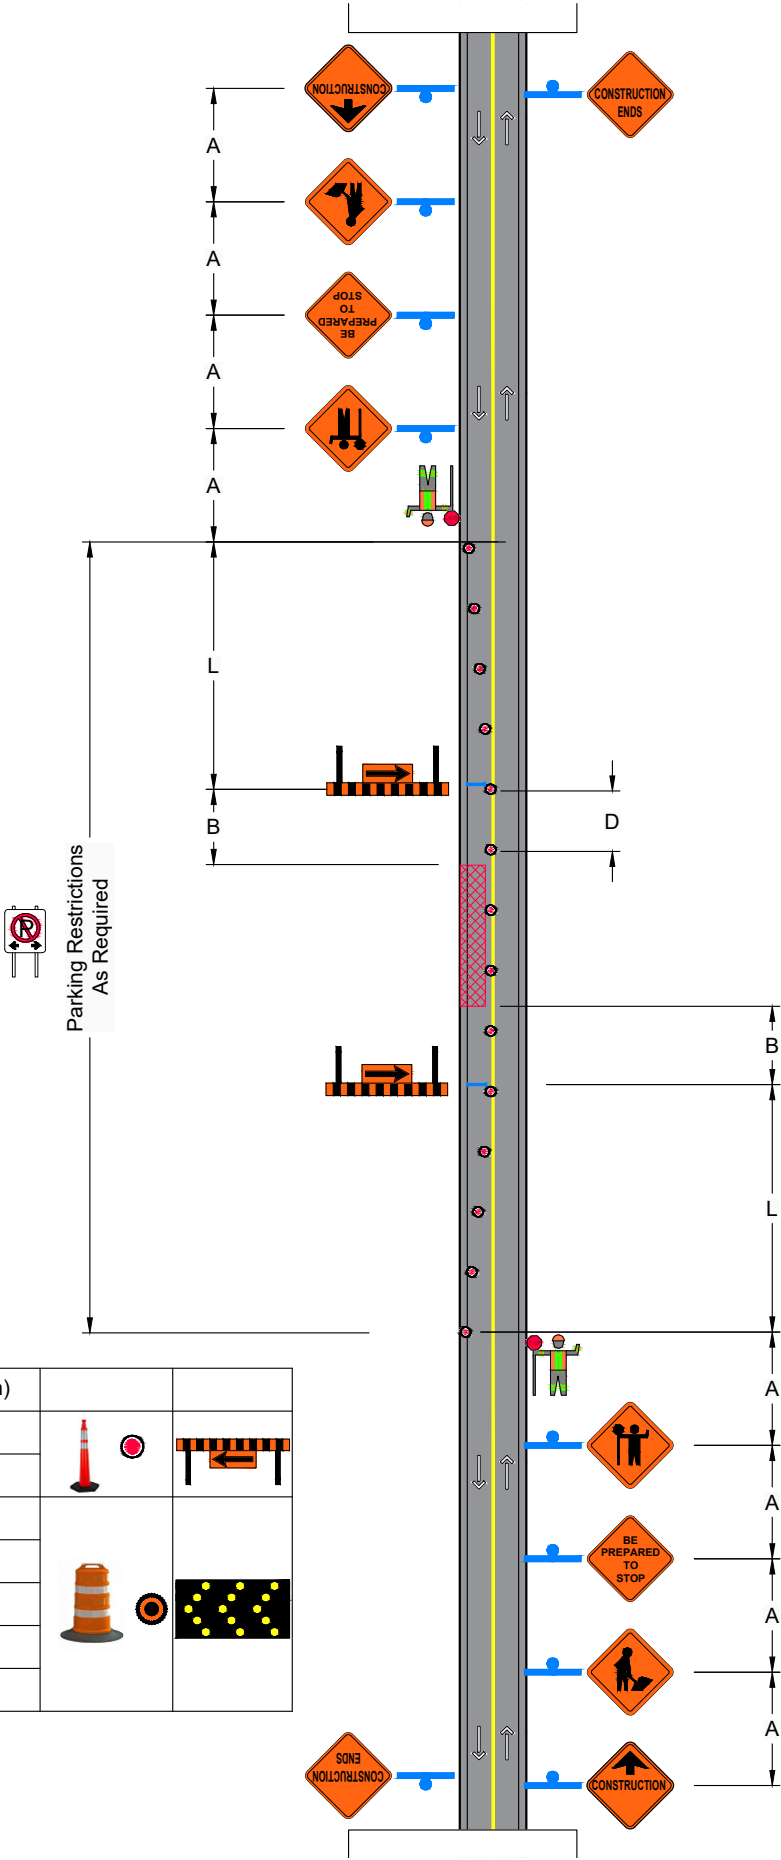 CONSTRUCTION
CONSTRUCTION
ENDS
A
A
BE
PREPARED
TO
STOP
A
A
L
B
D
Parking Restrictions
As Required
P
B
L
A
A
BE
PREPARED
TO
STOP
A
A
CONSTRUCTION
CONSTRUCTION
ENDS
)